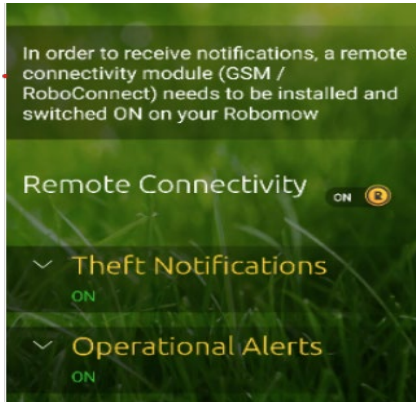 In order to receive notifications, a remote
connectivity module (GSM /
RoboConnect) needs to be installed and
switched ON on your Robomow
Remote Connectivity
ON
Theft Notifications
ON
Operational Alerts
ON